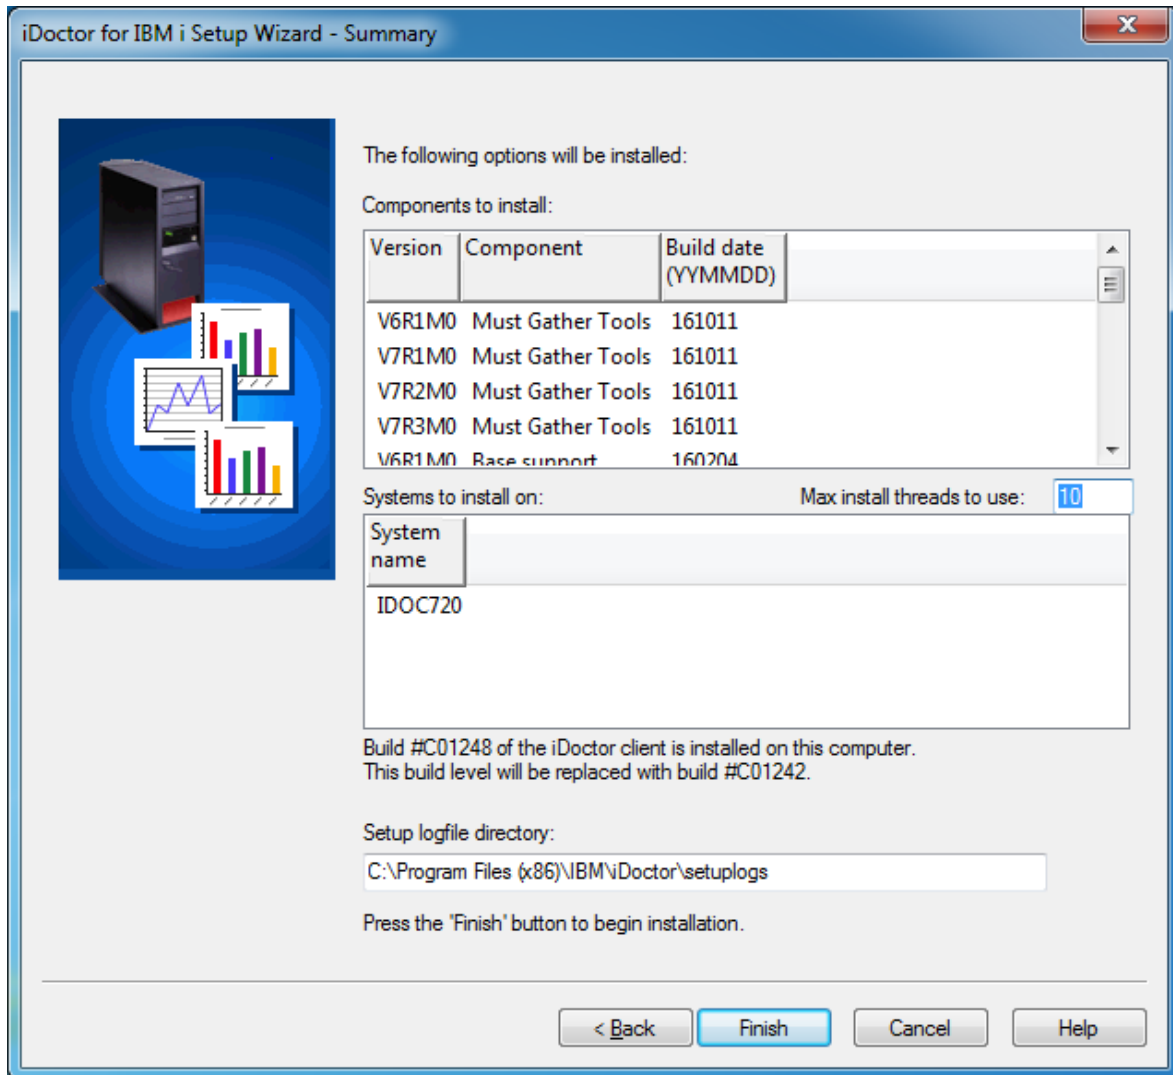 iDoctor for IBM i Setup Wizard - Summary
The following options will be installed:
Components to install:
Version Component Build date (YYMMDD)
V6R1M0 Must Gather Tools 161011
V7R1M0 Must Gather Tools 161011
V7R2M0 Must Gather Tools 161011
V7R3M0 Must Gather Tools 161011
V6R1M0 Base support 160204
Systems to install on: Max install threads to use: 10
System name
IDOC720
Build #C01248 of the iDoctor client is installed on this computer.
This build level will be replaced with build #C01242.
Setup logfile directory:
C:\Program Files (x86)\IBM\iDoctor\setuplogs
Press the 'Finish' button to begin installation.
< Back Finish Cancel Help